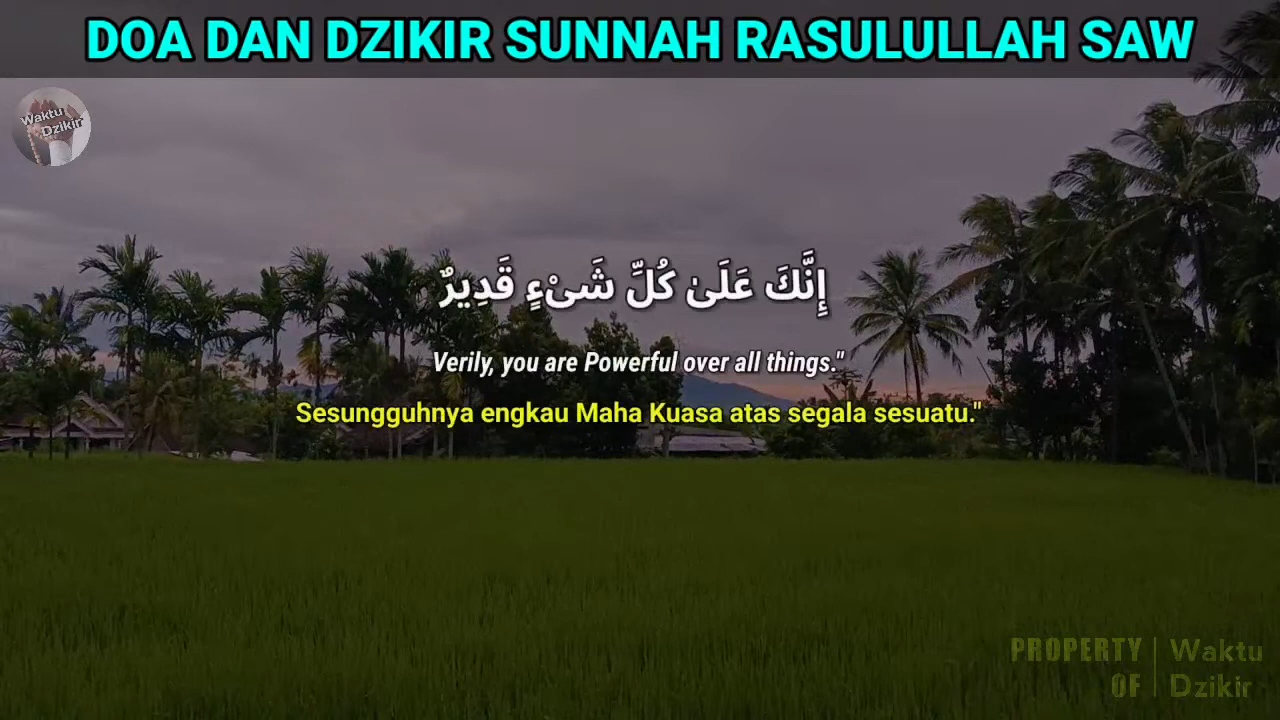 DOA DAN DZIKIR SUNNAH RASULULLAH SAW
Waktu
Dzikir
إِنَّكَ عَلَىٰ كُلِّ شَىْءٍ قَدِيرٌ
Verily, you are Powerful over all things."
Sesungguhnya engkau Maha Kuasa atas segala sesuatu."
PROPERTY | Waktu
OF | Dzikir